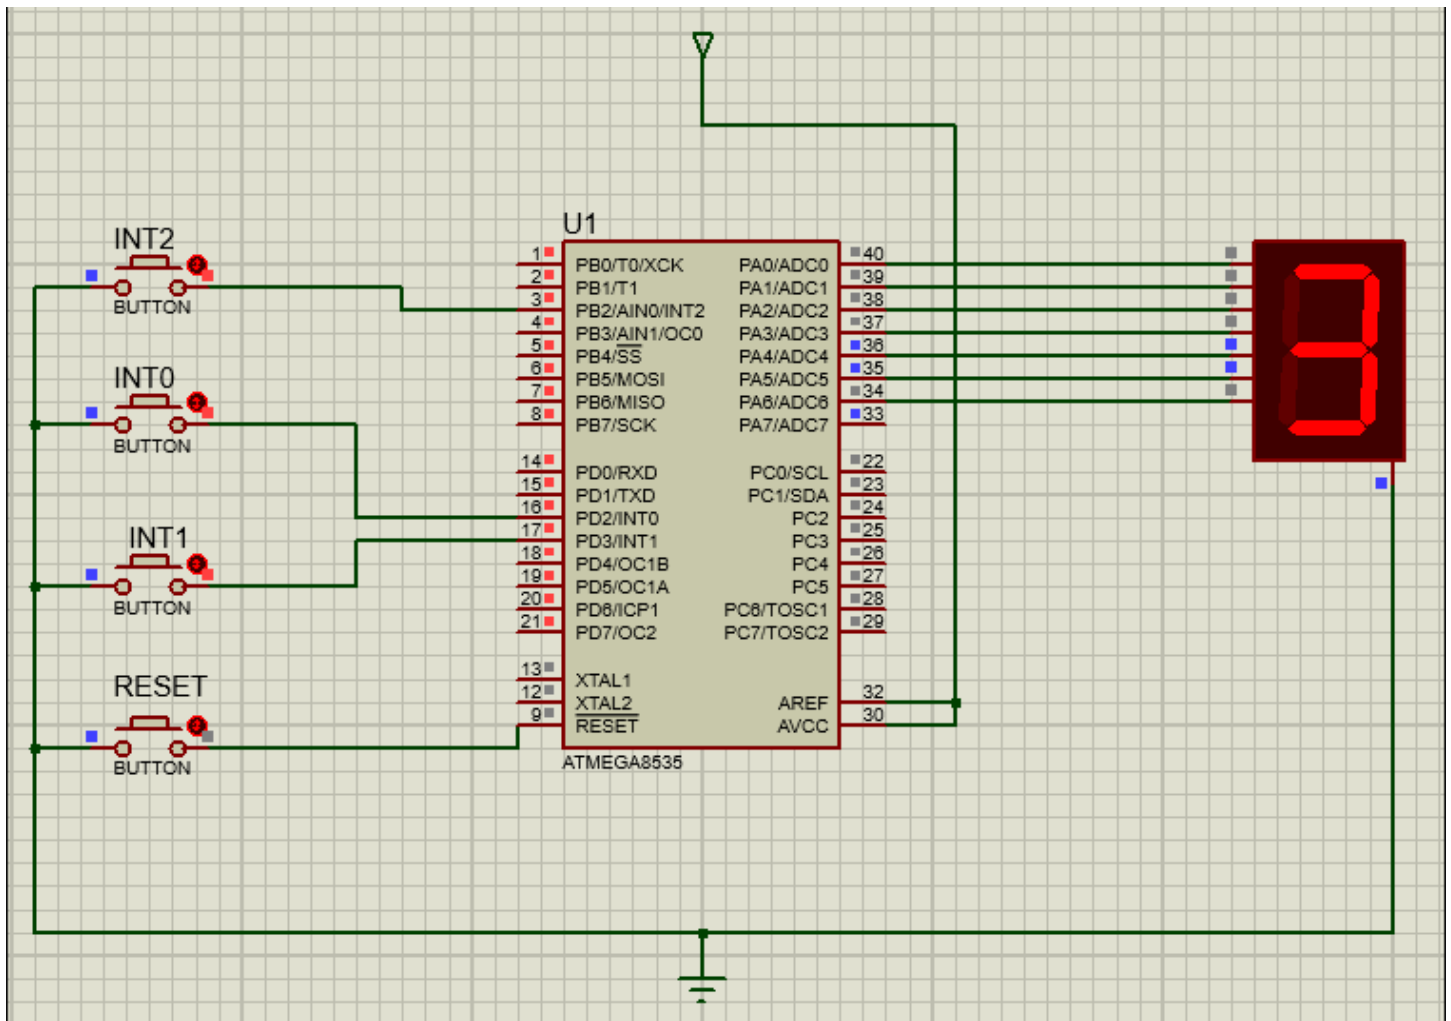 INT2
BUTTON
INT0
BUTTON
INT1
BUTTON
RESET
BUTTON
U1
1 PB0/T0/XCK PA0/ADC0 40
2 PB1/T1 PA1/ADC1 39
3 PB2/AIN0/INT2 PA2/ADC2 38
4 PB3/AIN1/OC0 PA3/ADC3 37
5 PB4/SS PA4/ADC4 36
6 PB5/MOSI PA5/ADC5 35
7 PB6/MISO PA6/ADC6 34
8 PB7/SCK PA7/ADC7 33
14 PD0/RXD PC0/SCL 22
15 PD1/TXD PC1/SDA 23
16 PD2/INT0 PC2 24
17 PD3/INT1 PC3 25
18 PD4/OC1B PC4 26
19 PD5/OC1A PC5 27
20 PD6/ICP1 PC6/TOSC1 28
21 PD7/OC2 PC7/TOSC2 29
13 XTAL1
12 XTAL2 AREF 32
9 RESET AVCC 30
ATMEGA8535
3